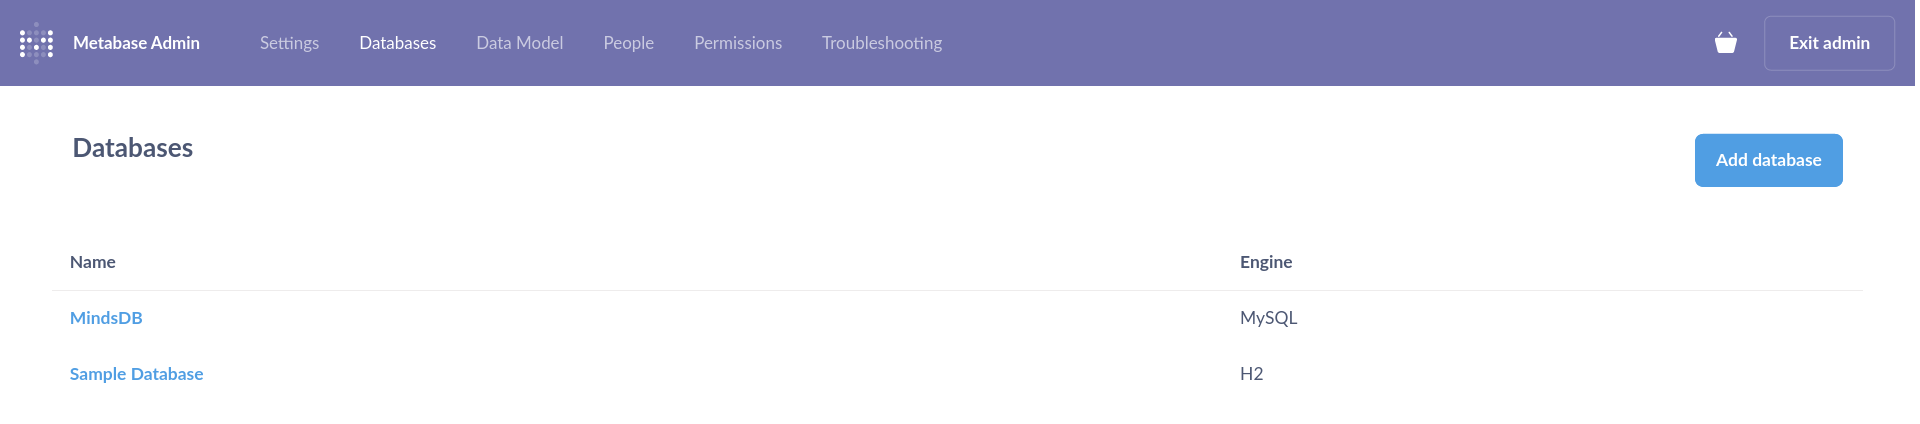 Metabase Admin Settings Databases Data Model People Permissions Troubleshooting Exit admin
Databases
Add database
Name Engine
MindsDB MySQL
Sample Database H2